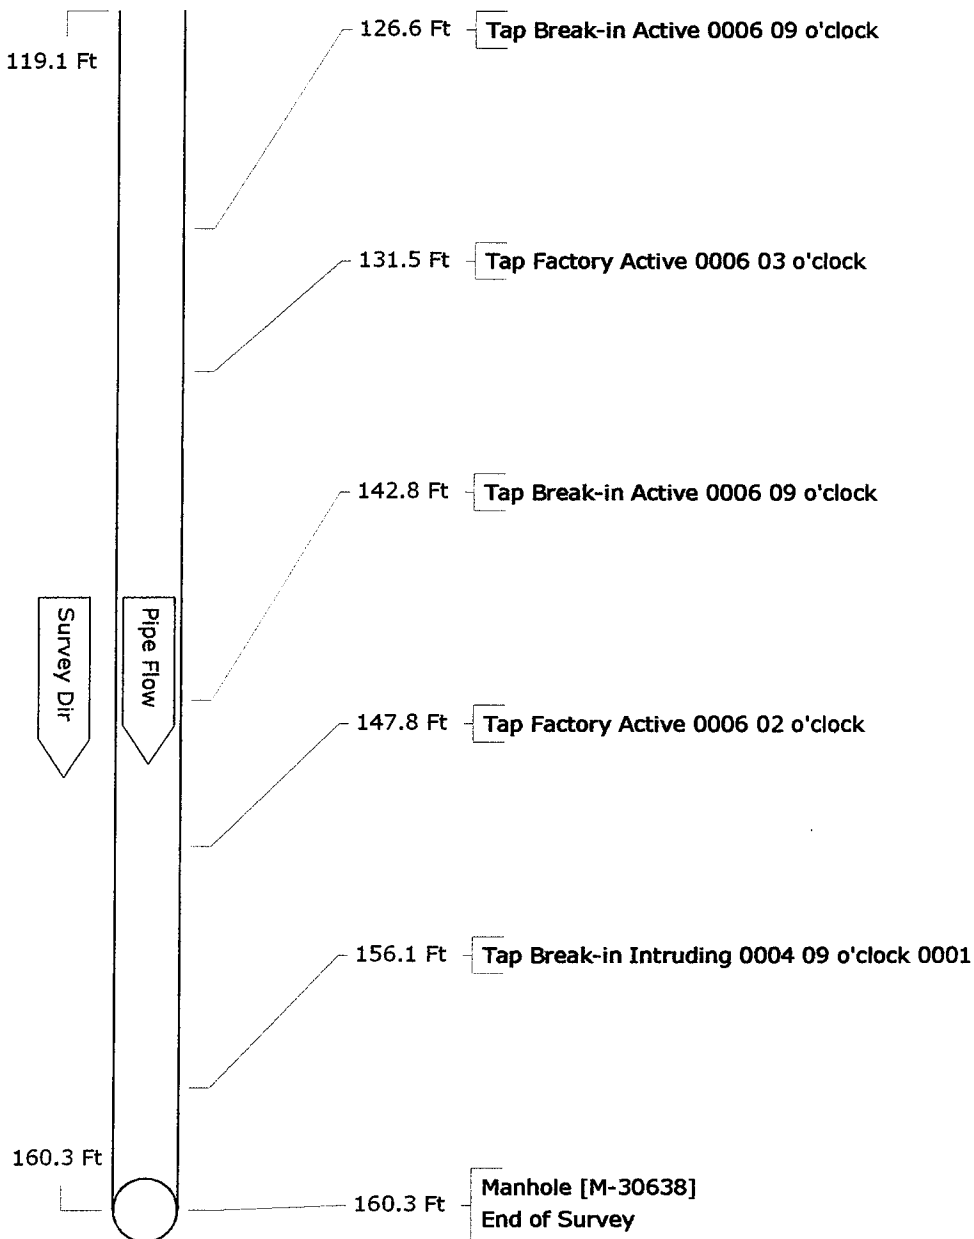 126.6 Ft Tap Break-in Active 0006 09 o'clock
119.1 Ft
131.5 Ft Tap Factory Active 0006 03 o'clock
142.8 Ft Tap Break-in Active 0006 09 o'clock
Survey Dir
Pipe Flow
147.8 Ft Tap Factory Active 0006 02 o'clock
156.1 Ft Tap Break-in Intruding 0004 09 o'clock 0001
160.3 Ft
160.3 Ft Manhole [M-30638]
End of Survey